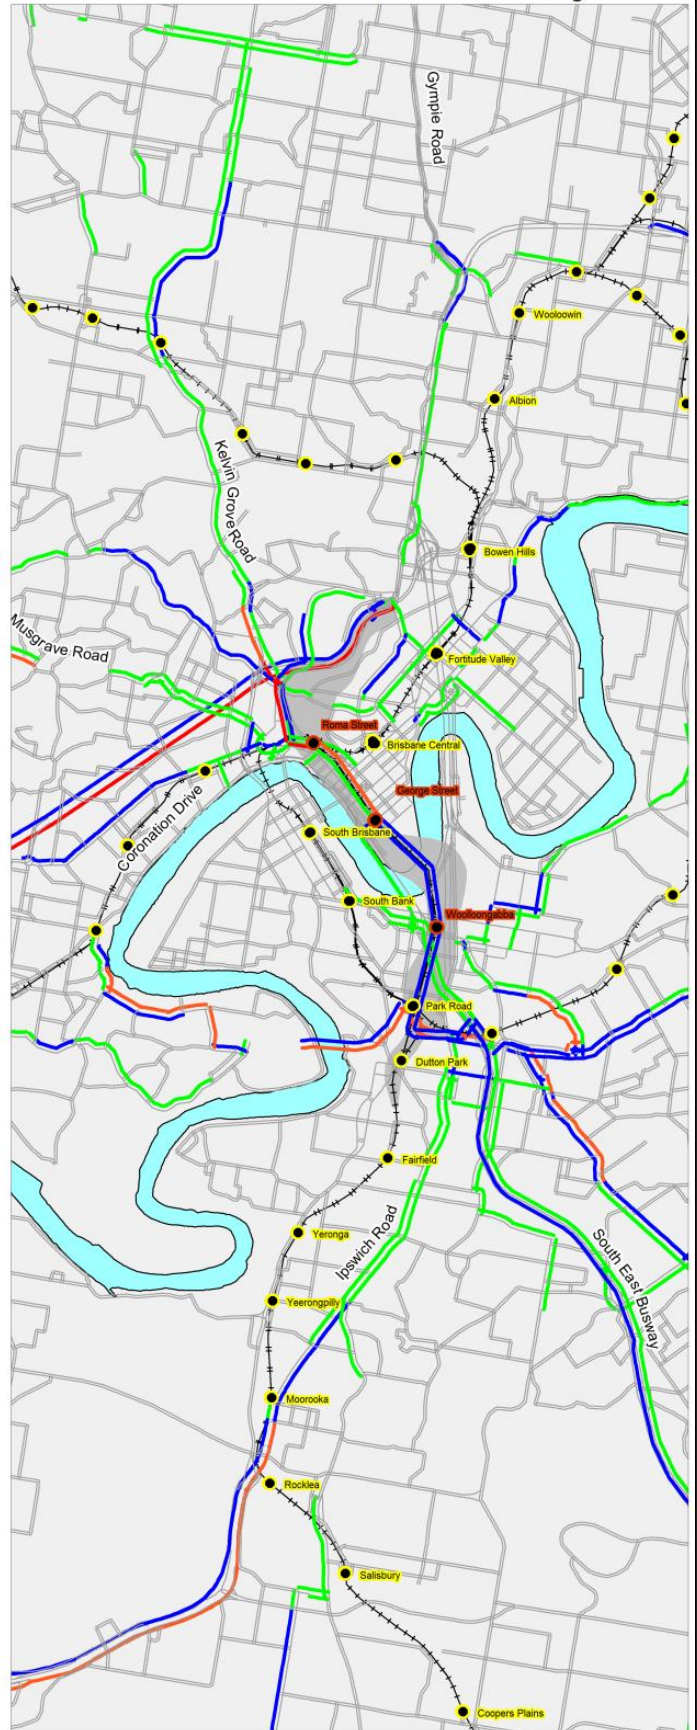 Gympie Road
Wooloowin
Albion
Kelvin Grove Road
Bowen Hills
Musgrave Road
Fortitude Valley
Roma Street
Brisbane Central
George Street
Coronation Drive
South Brisbane
South Bank
Woolloongabba
Park Road
Dutton Park
Fairfield
Ipswich Road
Yeronga
South East Busway
Yeerongpilly
Moorooka
Rocklea
Salisbury
Coopers Plains